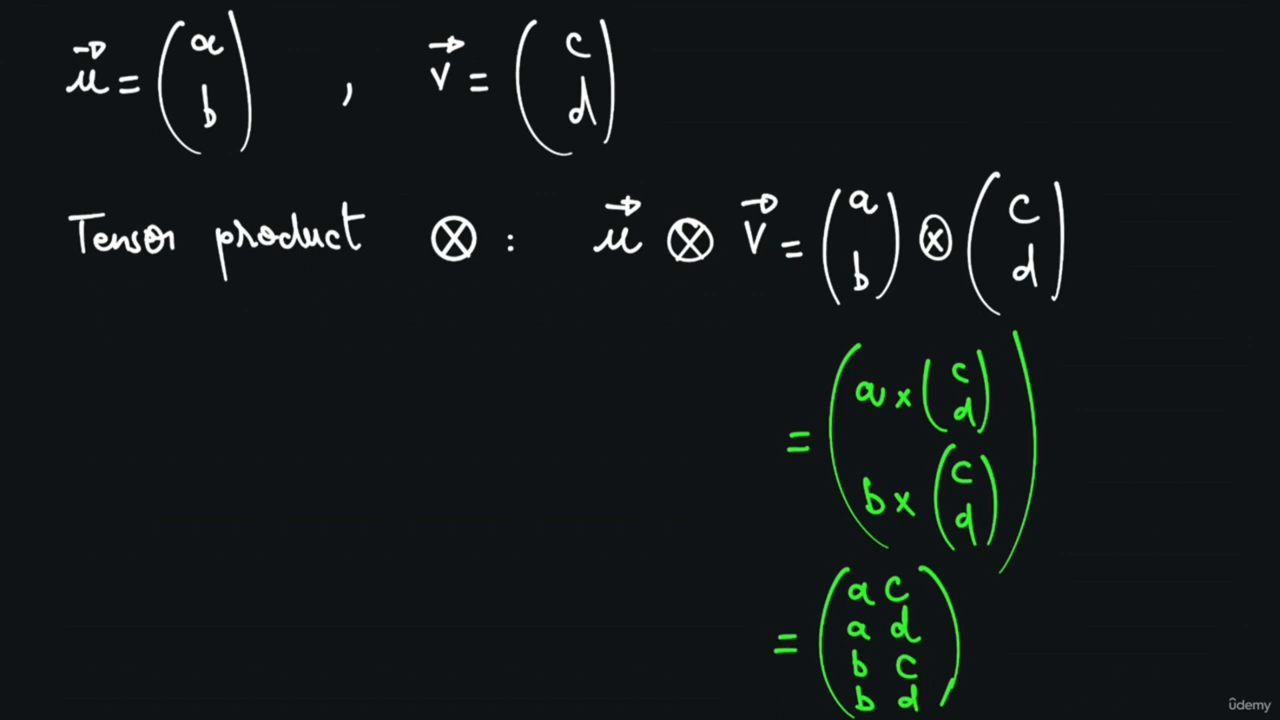 u⃗ = (a b) , v⃗ = (c d)
Tensor product ⊗ : u⃗ ⊗ v⃗ = (a b) ⊗ (c d)
= (a × (c d) b × (c d))
= (ac ad bc bd)
ûdemy